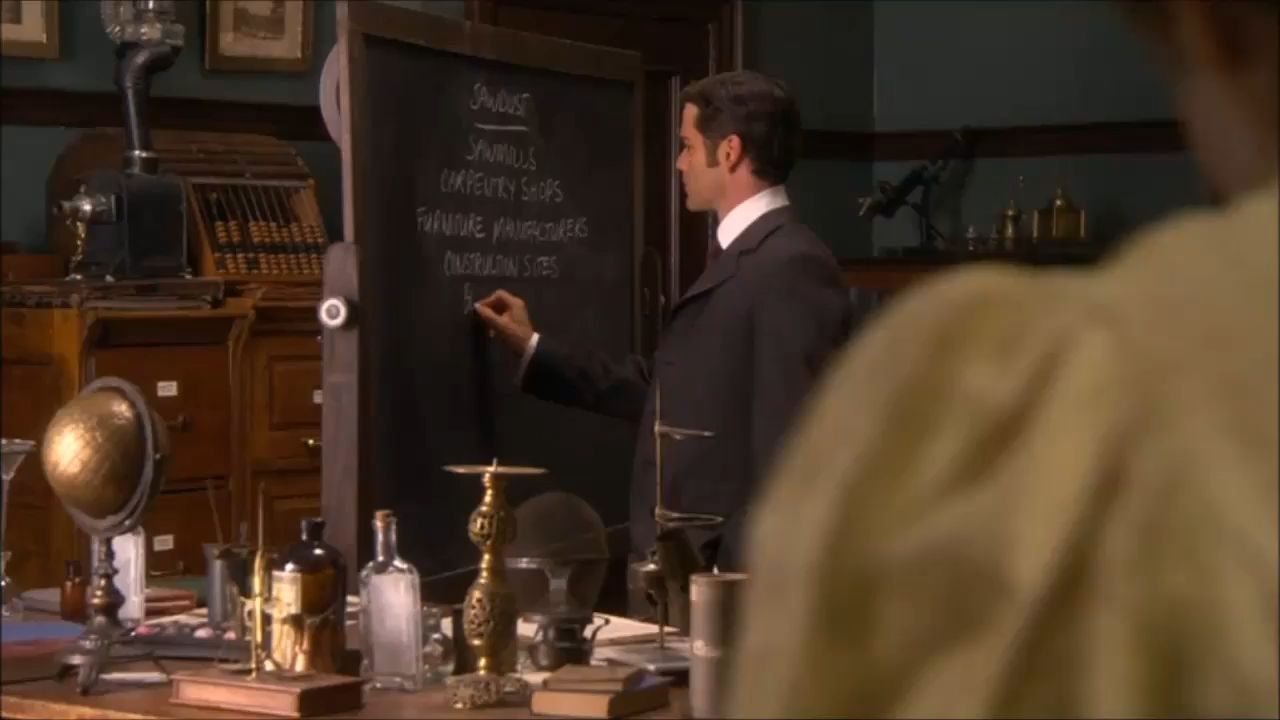 SAWDUST
SAWMILLS
CARPENTRY SHOPS
FURNITURE MANUFACTURERS
CONSTRUCTION SITES